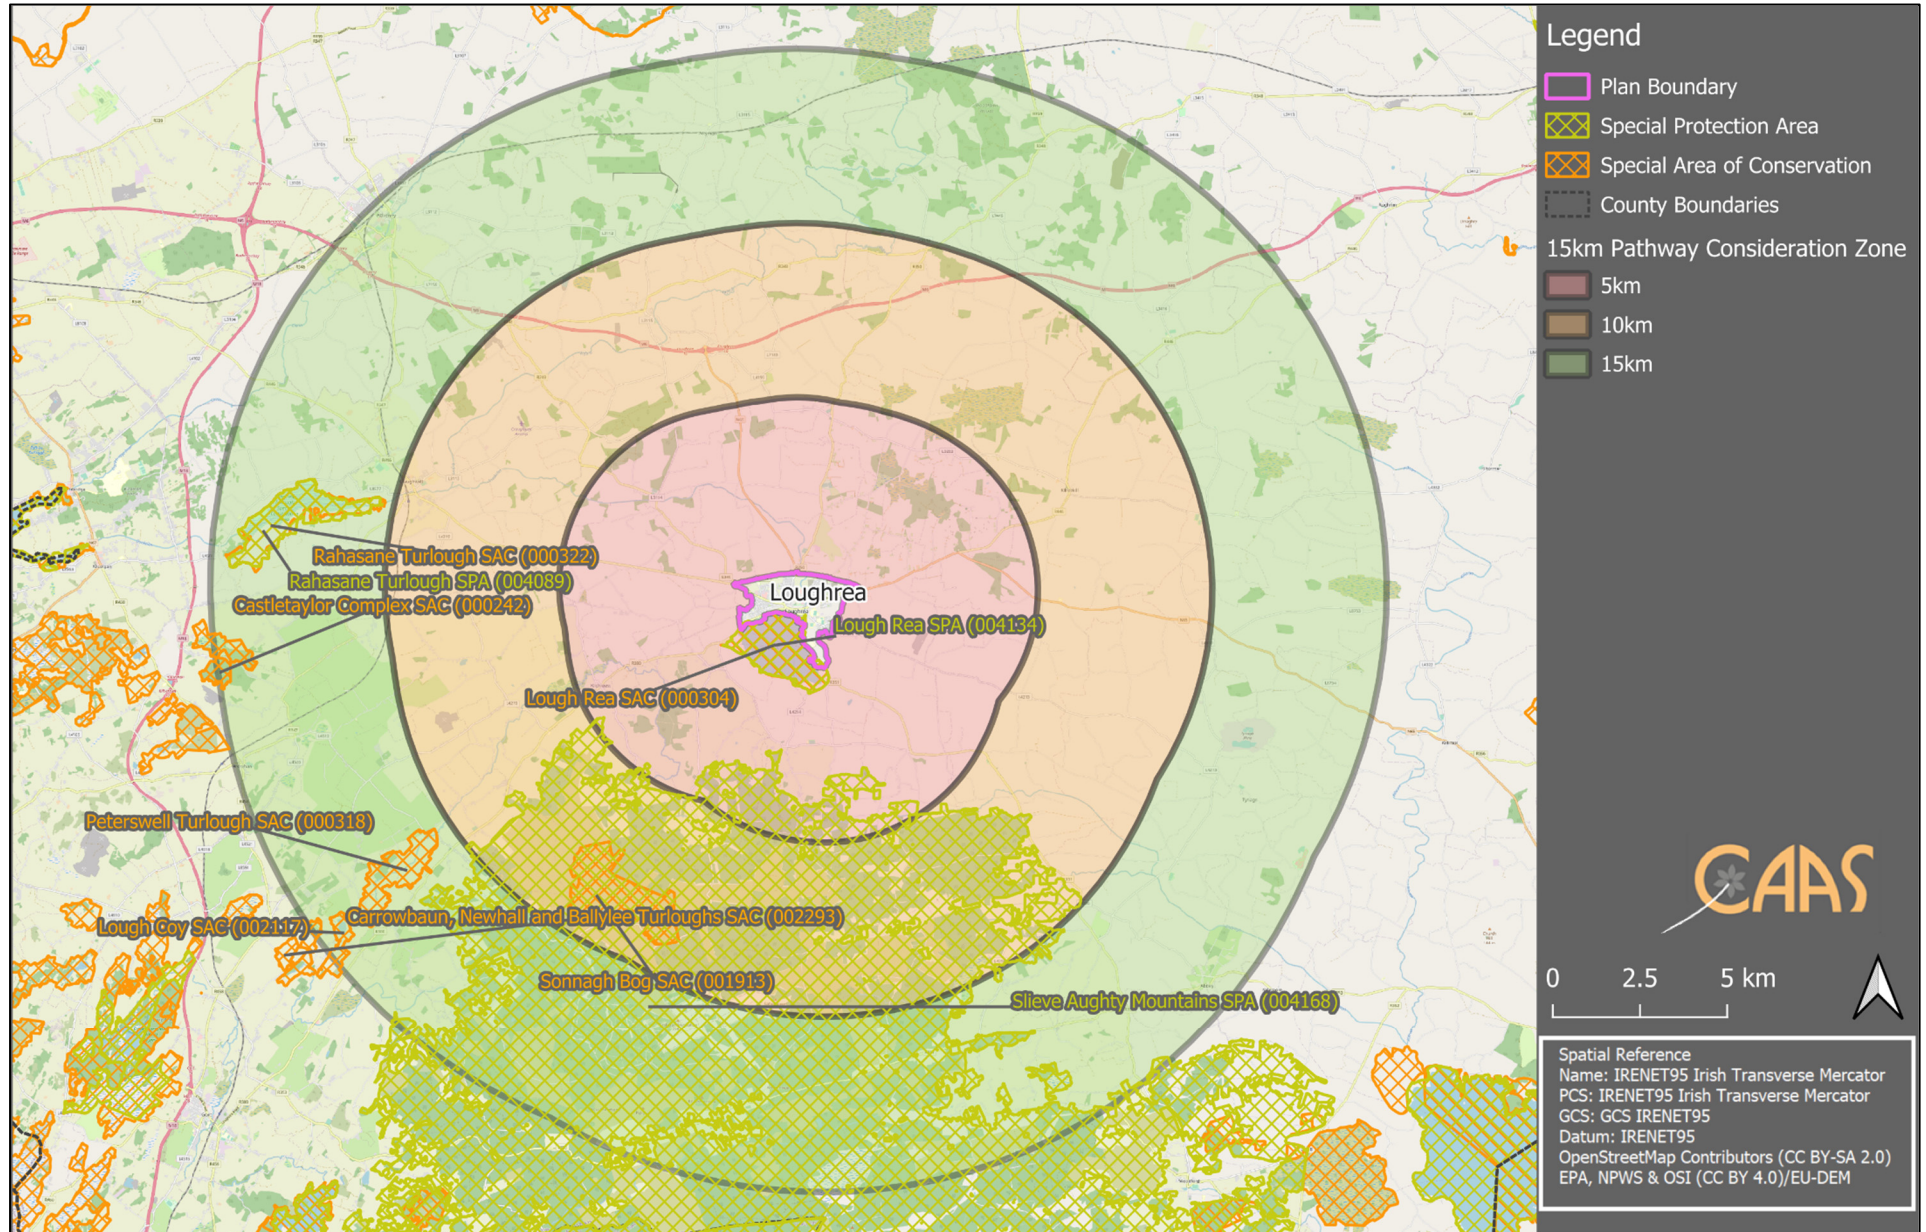 Loughrea
Rahasane Turlough SAC (000322)
Rahasane Turlough SPA (004089)
Castletaylor Complex SAC (000242)
Lough Rea SPA (004134)
Lough Rea SAC (000304)
Peterswell Turlough SAC (000318)
Carrowbaun, Newhall and Ballylee Turloughs SAC (002293)
Lough Coy SAC (002117)
Sonnagh Bog SAC (001913)
Slieve Aughty Mountains SPA (004168)
Legend
Plan Boundary
Special Protection Area
Special Area of Conservation
County Boundaries
15km Pathway Consideration Zone
5km
10km
15km
CAAS
0 2.5 5 km
Spatial Reference
Name: IRENET95 Irish Transverse Mercator
PCS: IRENET95 Irish Transverse Mercator
GCS: GCS IRENET95
Datum: IRENET95
OpenStreetMap Contributors (CC BY-SA 2.0)
EPA, NPWS & OSI (CC BY 4.0)/EU-DEM